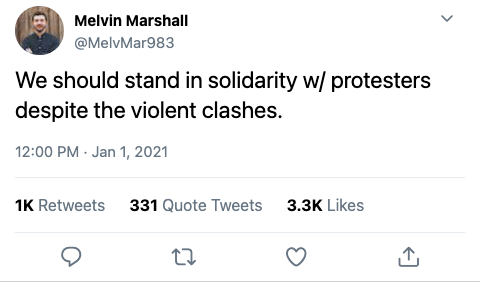 Melvin Marshall
@MelvMar983
We should stand in solidarity w/ protesters
despite the violent clashes.
12:00 PM · Jan 1, 2021
1K Retweets 331 Quote Tweets 3.3K Likes